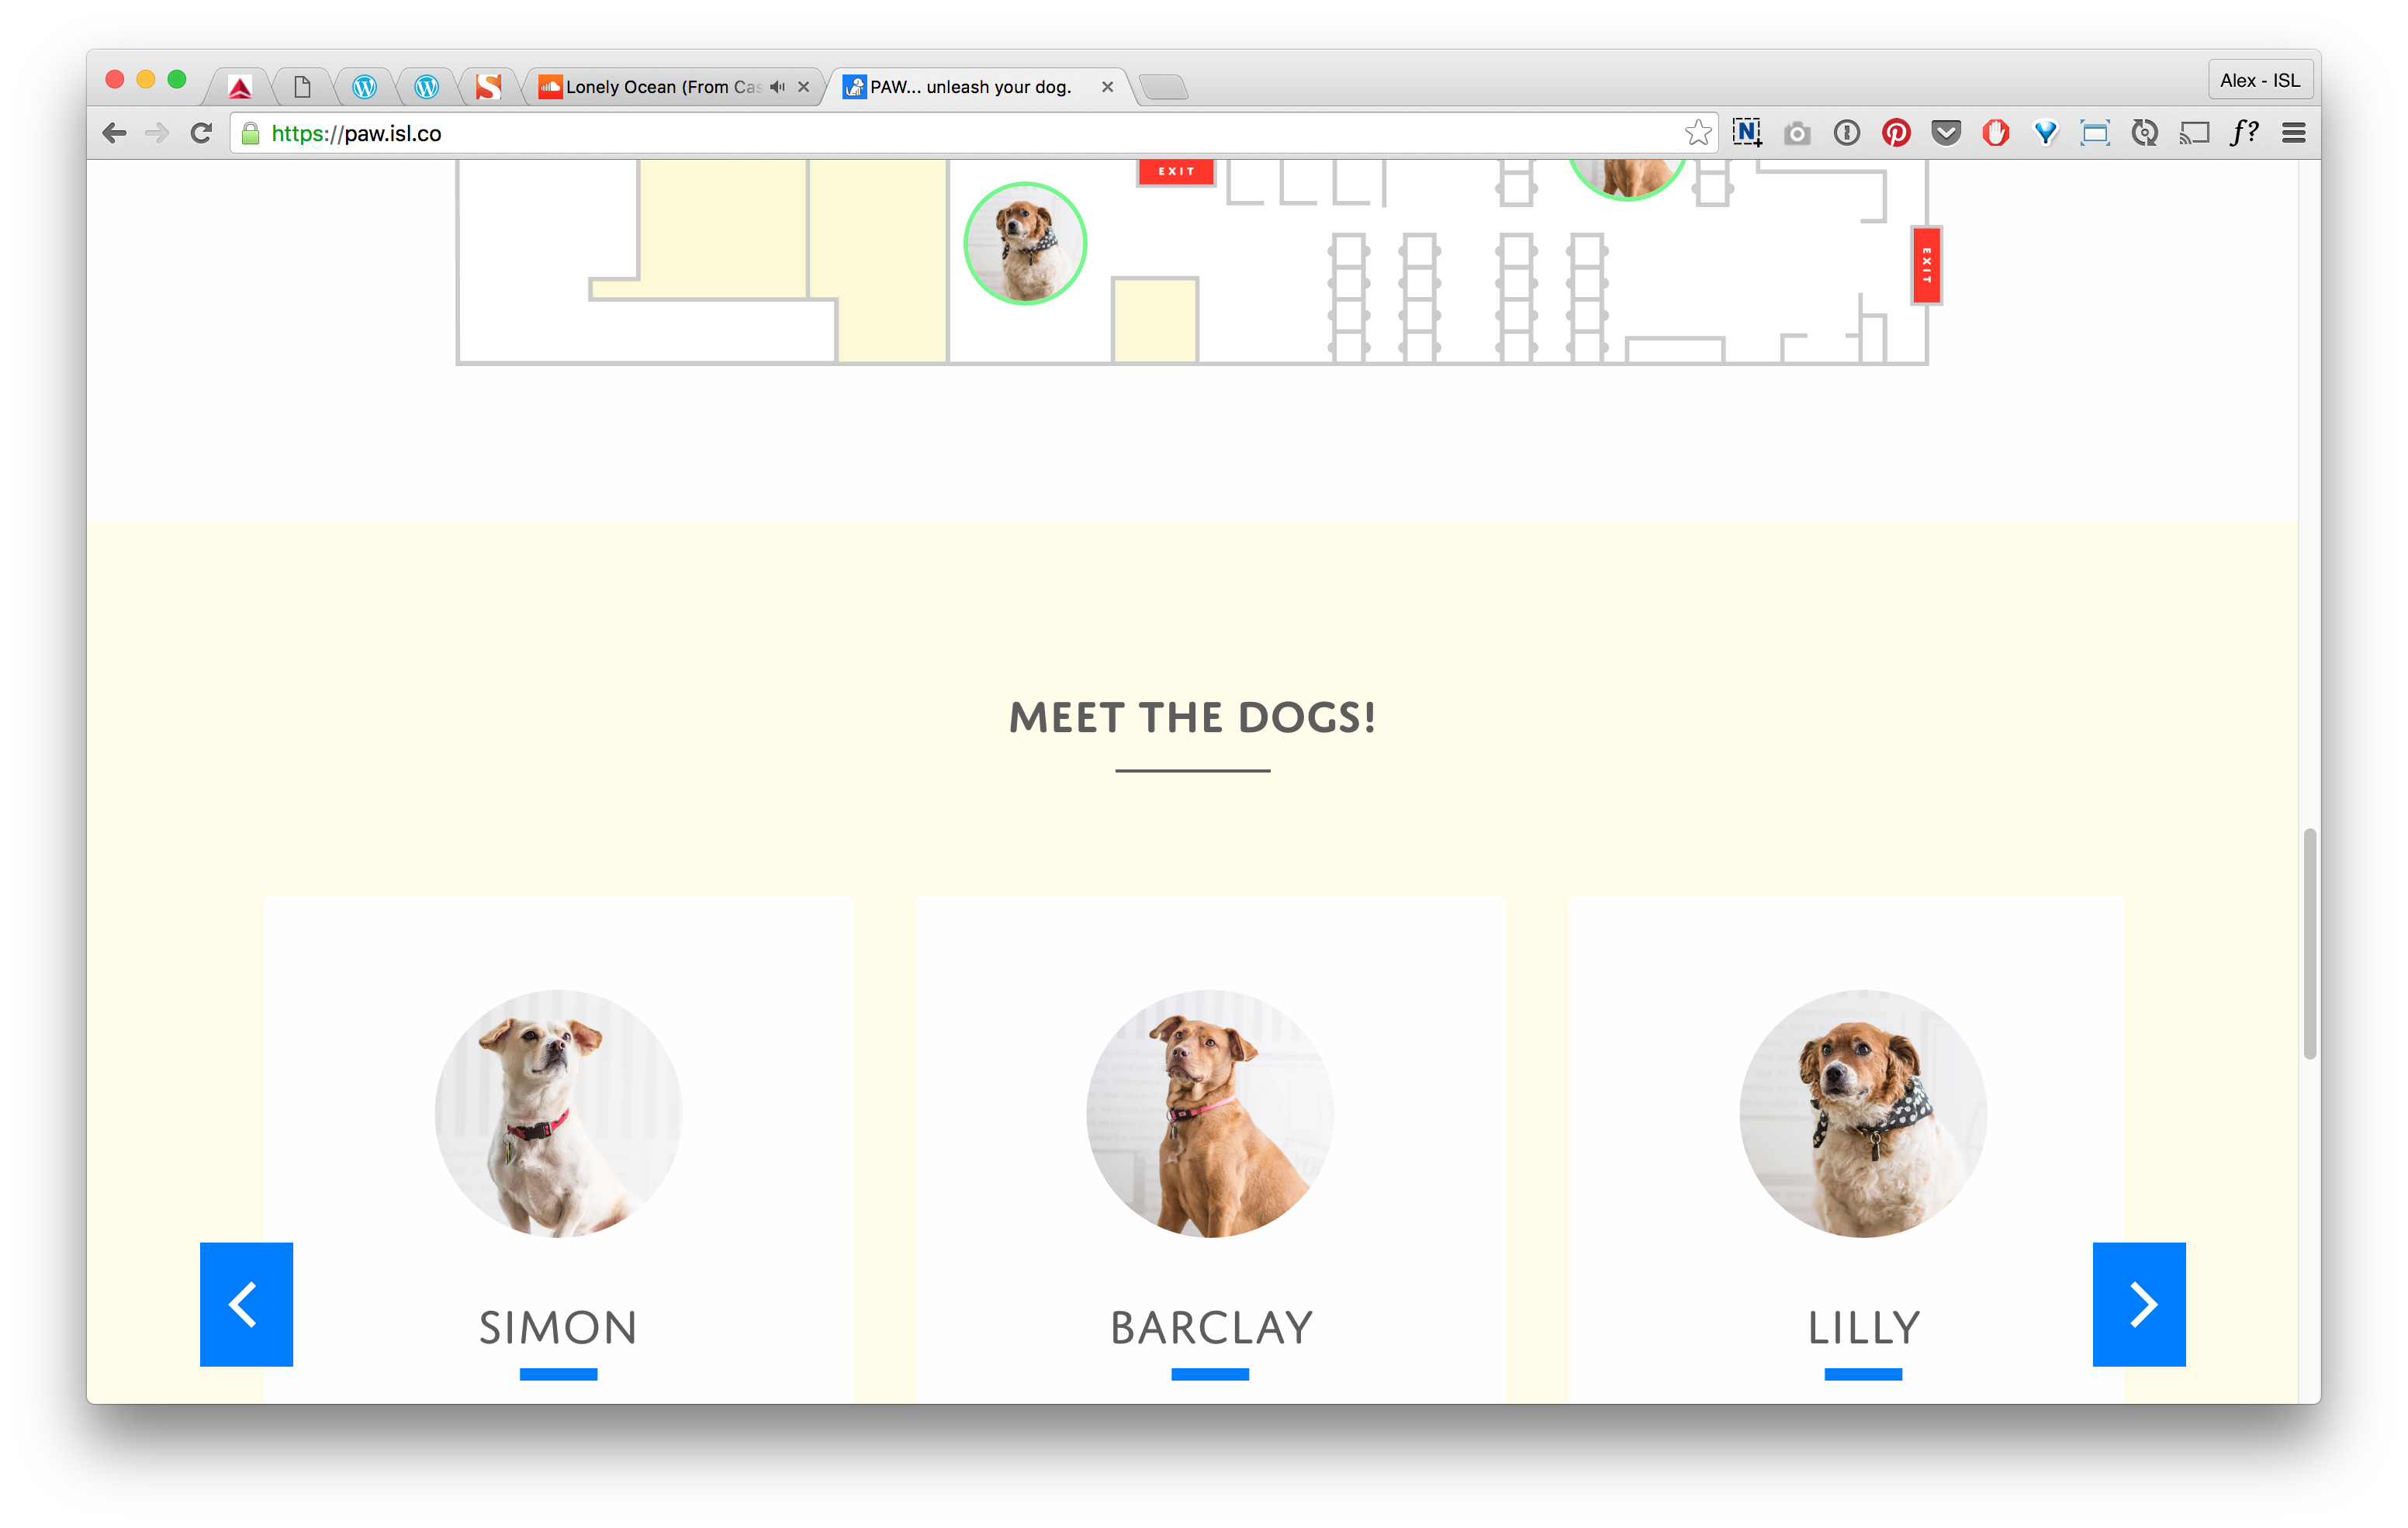 Lonely Ocean (From Cas
PAW... unleash your dog.
Alex - ISL
https://paw.isl.co
N
f?
EXIT
EXIT
MEET THE DOGS!
SIMON
BARCLAY
LILLY